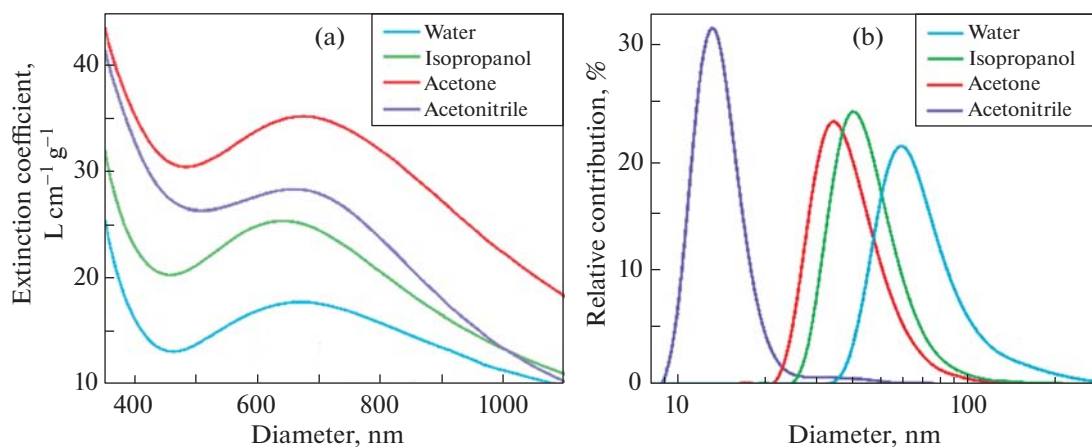 (a)
Water
Isopropanol
Acetone
Acetonitrile
Extinction coefficient,
L cm⁻¹ g⁻¹
40
30
20
10
400
600
800
1000
Diameter, nm
(b)
Water
Isopropanol
Acetone
Acetonitrile
Relative contribution, %
30
20
10
0
10
100
Diameter, nm